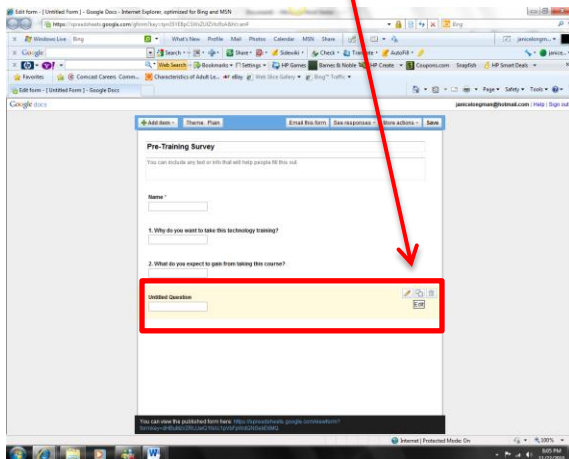 Edit form - [ Untitled Form ] - Google Docs - Internet Explorer, optimized for Bing and MSN
Windows Live Bing What's New Profile Mail Photos Calendar MSN Share
Google Search Share Sidewiki Check Translate AutoFill
Web Search Bookmarks Settings HP Games Barnes & Noble HP Create Coupons.com Snapfish HP Smart Deals
Favorites Comcast Careers Characteristics of Adult Le... eBay Web Slice Gallery Bing™ Traffic
Edit form - [ Untitled Form ] - Google Docs Page Safety Tools
Google docs janicelongman@hotmail.com | Help | Sign out
Add item Theme: Plain Email this form See responses More actions Save
Pre-Training Survey
You can include any text or info that will help people fill this out.
Name *
1. Why do you want to take this technology training?
2. What do you expect to gain from taking this course?
Untitled Question
Edit
You can view the published form here:
Internet | Protected Mode: On 100%
5:05 PM